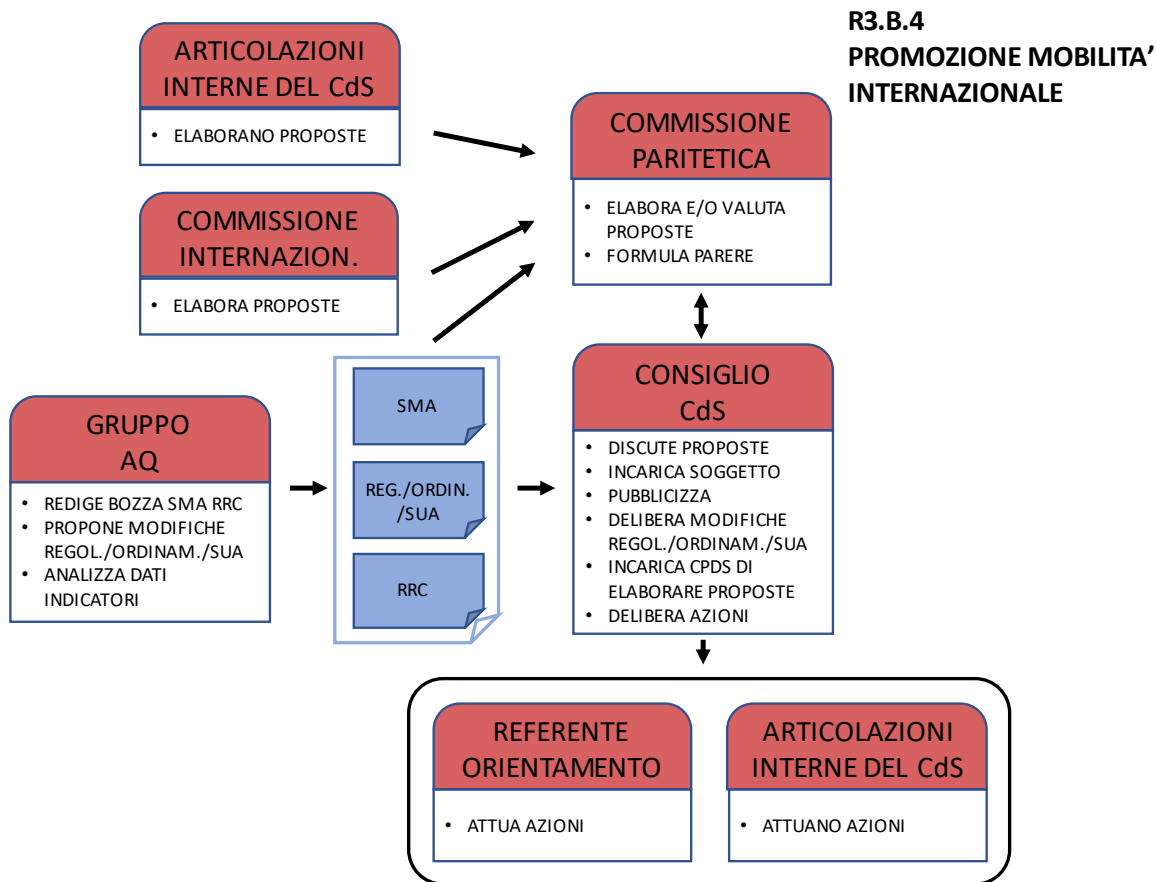 R3.B.4
PROMOZIONE MOBILITA’
INTERNAZIONALE
ARTICOLAZIONI
INTERNE DEL CdS
• ELABORANO PROPOSTE
COMMISSIONE
PARITETICA
• ELABORA E/O VALUTA
PROPOSTE
• FORMULA PARERE
COMMISSIONE
INTERNAZION.
• ELABORA PROPOSTE
GRUPPO
AQ
• REDIGE BOZZA SMA RRC
• PROPONE MODIFICHE
REGOL./ORDINAM./SUA
• ANALIZZA DATI
INDICATORI
SMA
REG./ORDIN.
/SUA
RRC
CONSIGLIO
CdS
• DISCUTE PROPOSTE
• INCARICA SOGGETTO
• PUBBLICIZZA
• DELIBERA MODIFICHE
REGOL./ORDINAM./SUA
• INCARICA CPDS DI
ELABORARE PROPOSTE
• DELIBERA AZIONI
REFERENTE
ORIENTAMENTO
• ATTUA AZIONI
ARTICOLAZIONI
INTERNE DEL CdS
• ATTUANO AZIONI